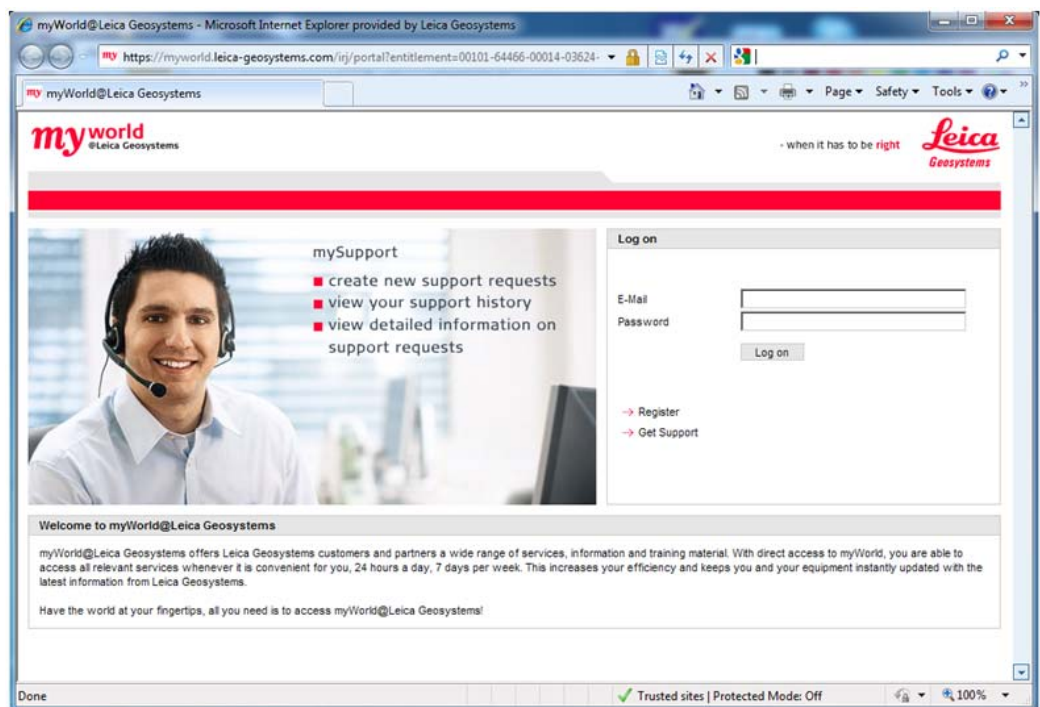 myWorld@Leica Geosystems - Microsoft Internet Explorer provided by Leica Geosystems
my https://myworld.leica-geosystems.com/irj/portal?entitlement=00101-64466-00014-03624-
my myWorld@Leica Geosystems
Page Safety Tools
my world
@Leica Geosystems
- when it has to be right
Leica
Geosystems
mySupport
create new support requests
view your support history
view detailed information on
support requests
Log on
E-Mail
Password
Log on
Register
Get Support
Welcome to myWorld@Leica Geosystems
myWorld@Leica Geosystems offers Leica Geosystems customers and partners a wide range of services, information and training material. With direct access to myWorld, you are able to
access all relevant services whenever it is convenient for you, 24 hours a day, 7 days per week. This increases your efficiency and keeps you and your equipment instantly updated with the
latest information from Leica Geosystems.
Have the world at your fingertips, all you need is to access myWorld@Leica Geosystems!
Done
Trusted sites | Protected Mode: Off
100%